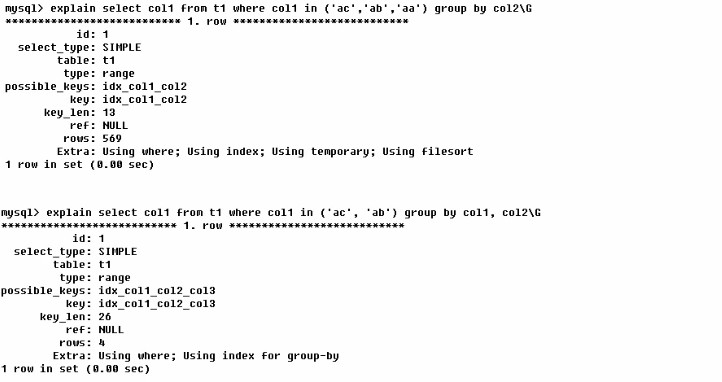 mysql> explain select col1 from t1 where col1 in ('ac','ab','aa') group by col2\G
*************************** 1. row ***************************
id: 1
select_type: SIMPLE
table: t1
type: range
possible_keys: idx_col1_col2
key: idx_col1_col2
key_len: 13
ref: NULL
rows: 569
Extra: Using where; Using index; Using temporary; Using filesort
1 row in set (0.00 sec)
mysql> explain select col1 from t1 where col1 in ('ac', 'ab') group by col1, col2\G
*************************** 1. row ***************************
id: 1
select_type: SIMPLE
table: t1
type: range
possible_keys: idx_col1_col2_col3
key: idx_col1_col2_col3
key_len: 26
ref: NULL
rows: 4
Extra: Using where; Using index for group-by
1 row in set (0.00 sec)